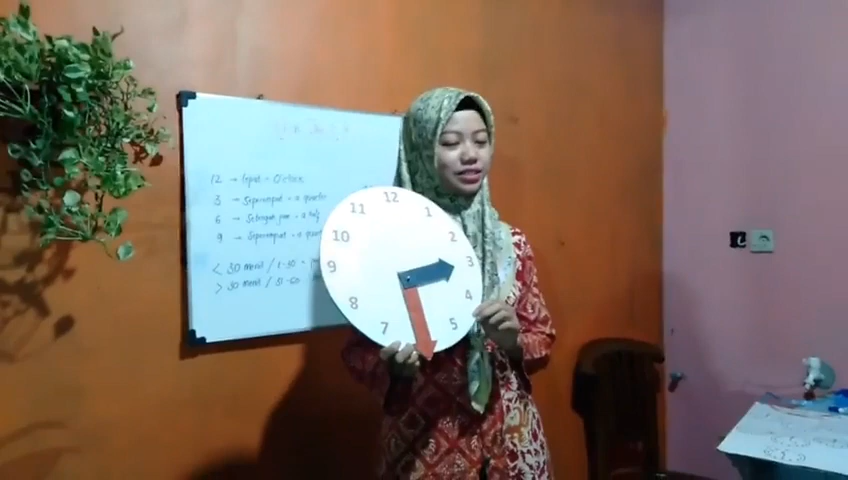 12 → tepat = O'clock
3 → Seperempat = a quarter
6 → Setengah jam = a half
9 → Seperempat = a quarter
< 30 menit / 1-30 →
> 30 menit / 31-60
12
11
1
10
2
9
3
8
4
7
5